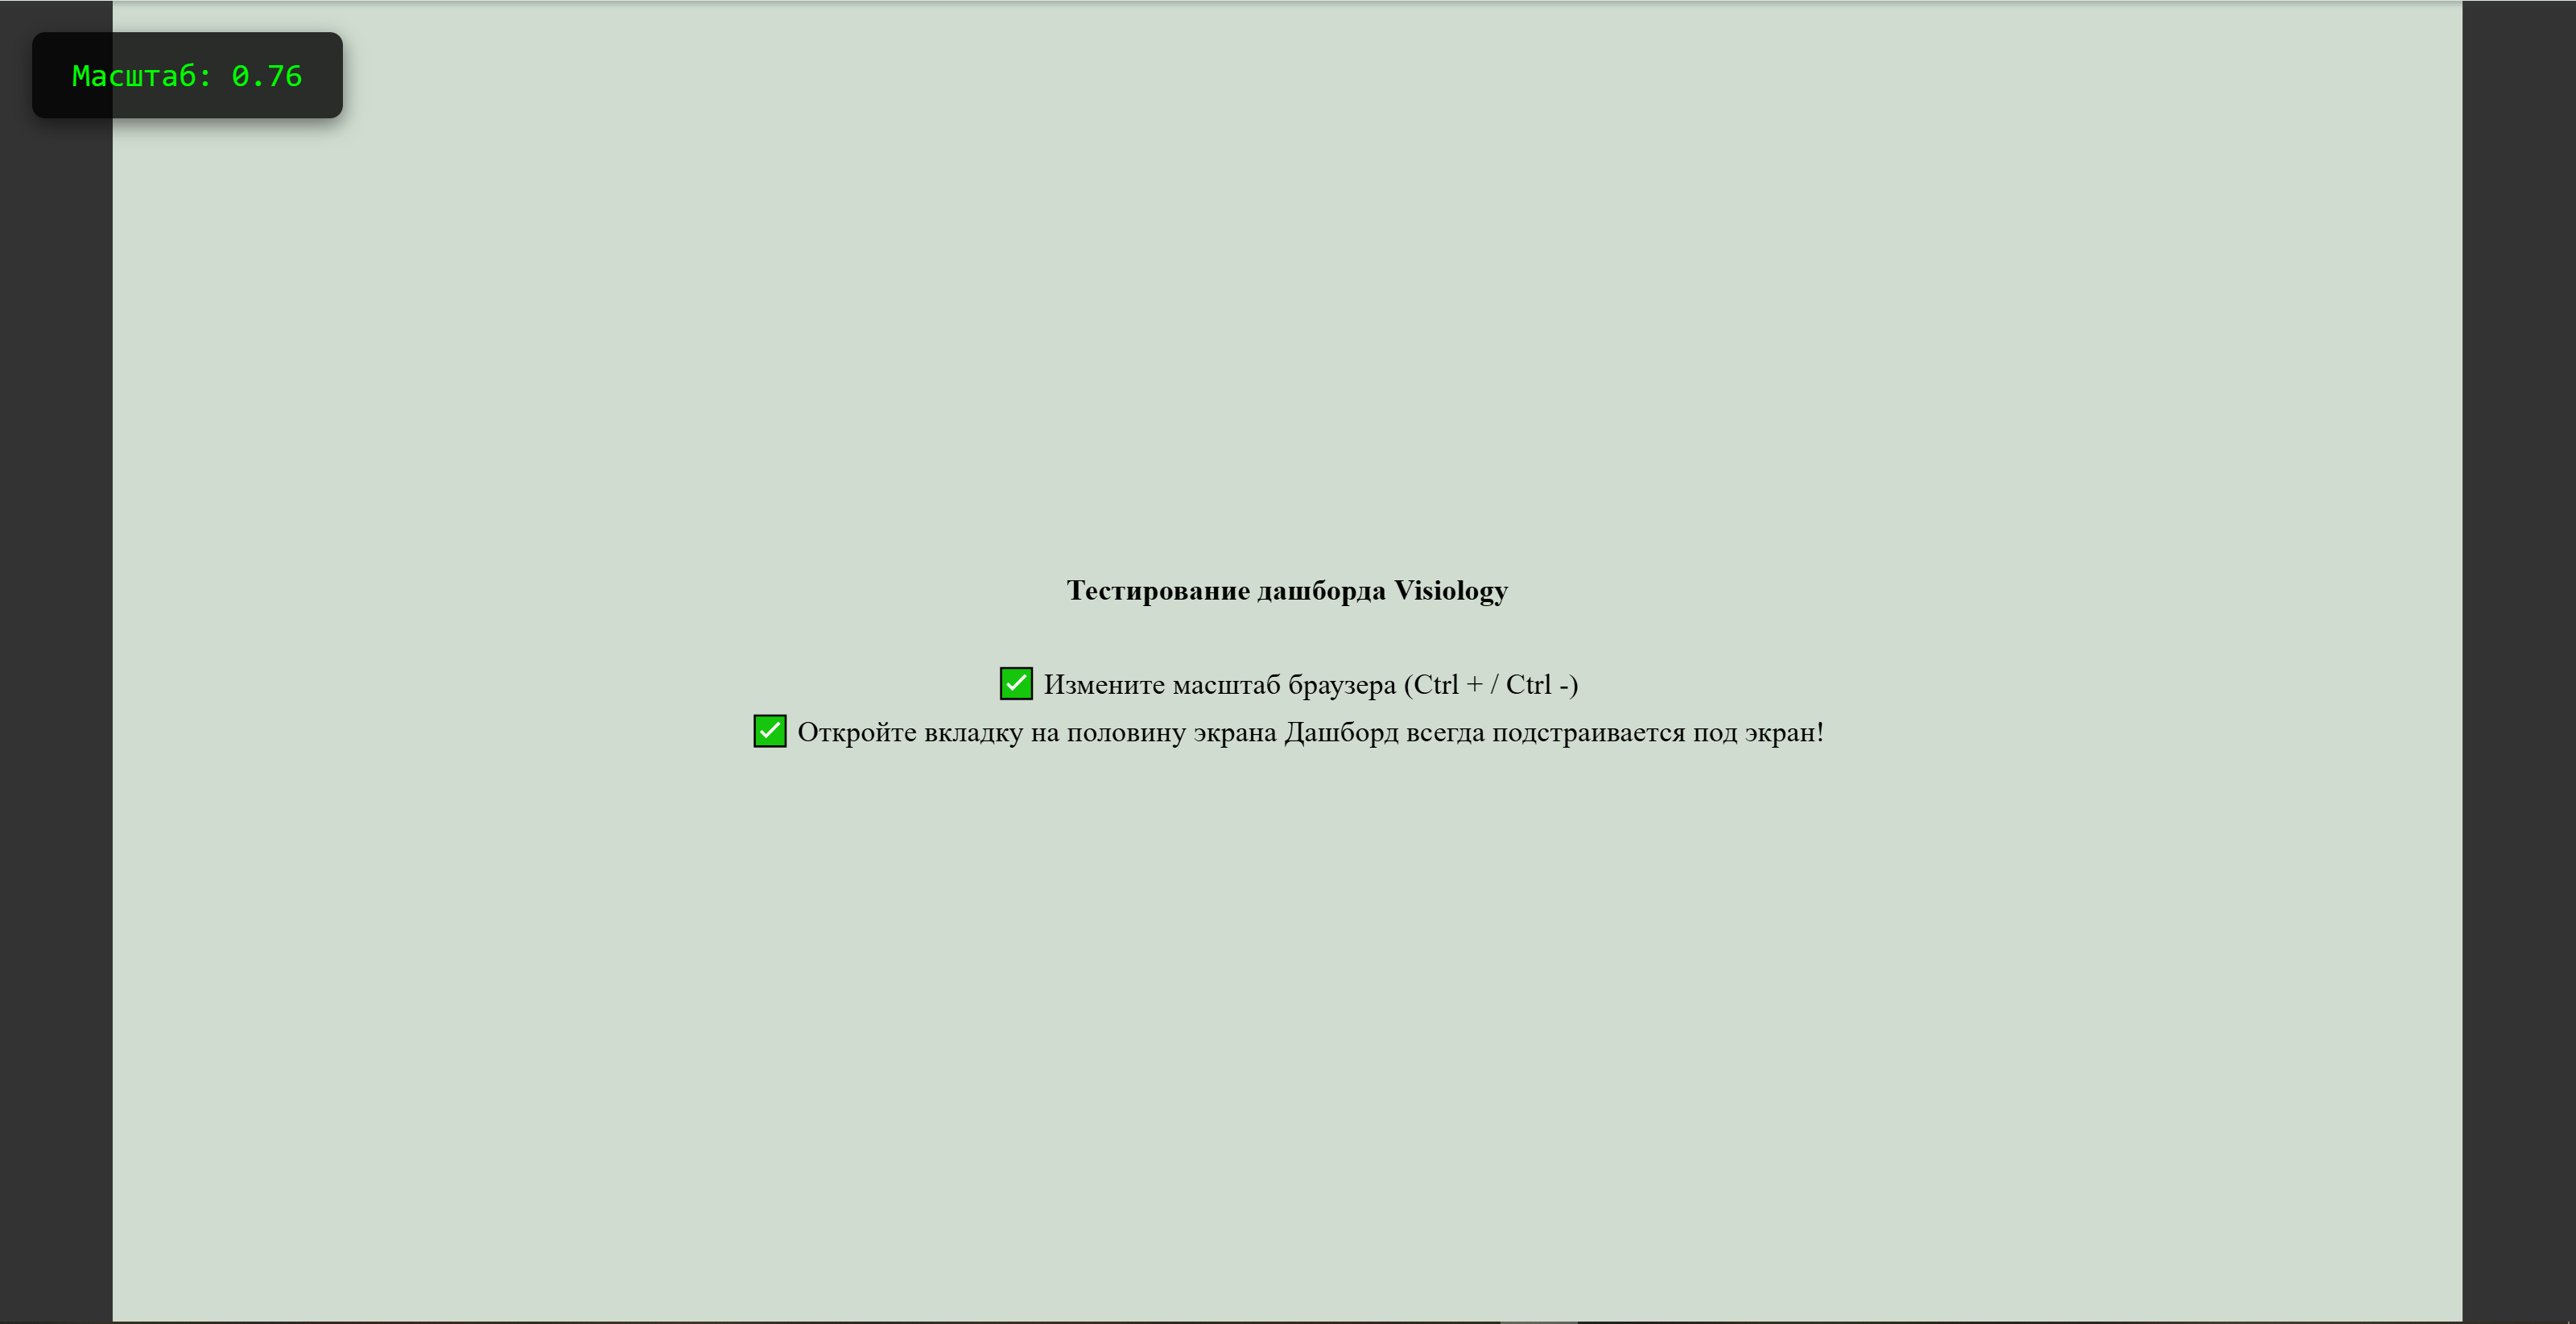 Масштаб: 0.76
Тестирование дашборда Visiology
Измените масштаб браузера (Ctrl + / Ctrl -)
Откройте вкладку на половину экрана Дашборд всегда подстраивается под экран!